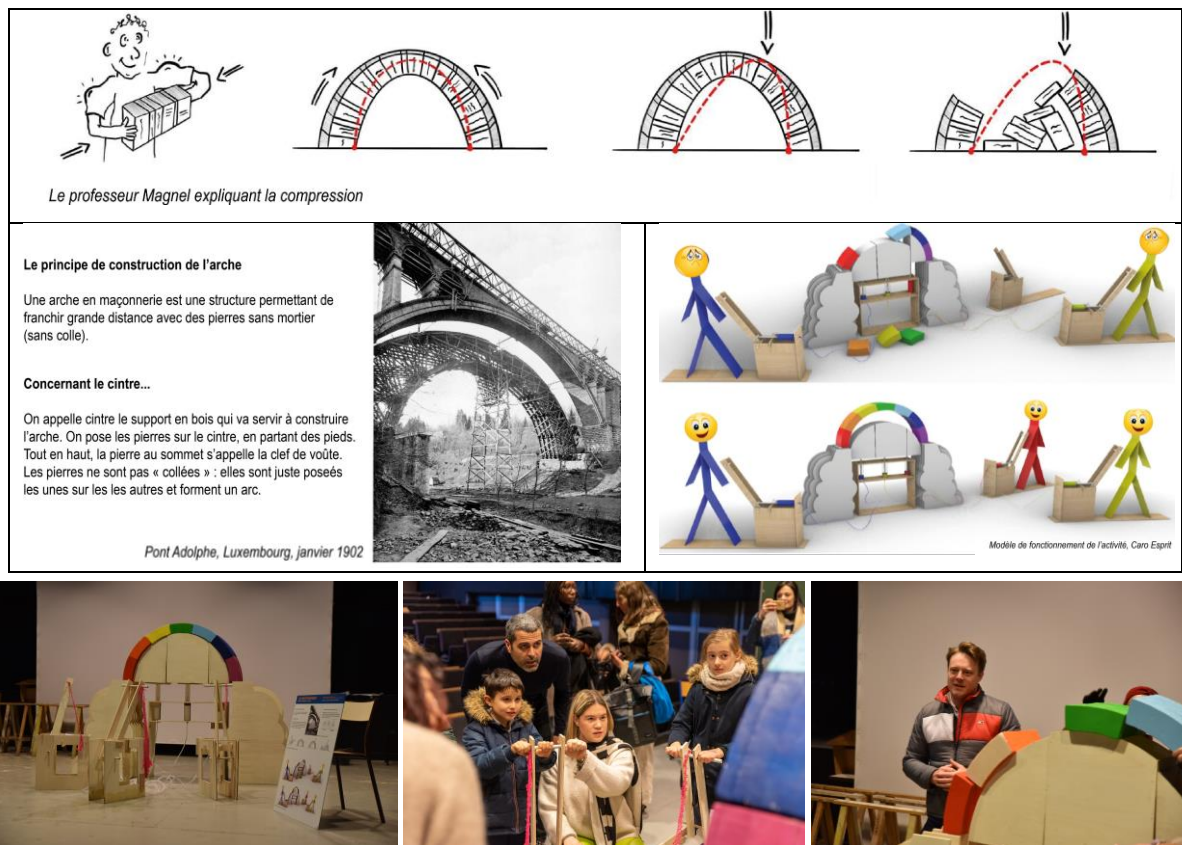 Le professeur Magnel expliquant la compression
Le principe de construction de l’arche
Une arche en maçonnerie est une structure permettant de
franchir grande distance avec des pierres sans mortier
(sans colle).
Concernant le cintre...
On appelle cintre le support en bois qui va servir à construire
l’arche. On pose les pierres sur le cintre, en partant des pieds.
Tout en haut, la pierre au sommet s’appelle la clef de voûte.
Les pierres ne sont pas « collées » : elles sont juste poseés
les unes sur les les autres et forment un arc.
Pont Adolphe, Luxembourg, janvier 1902
Modèle de fonctionnement de l’activité, Caro Esprit